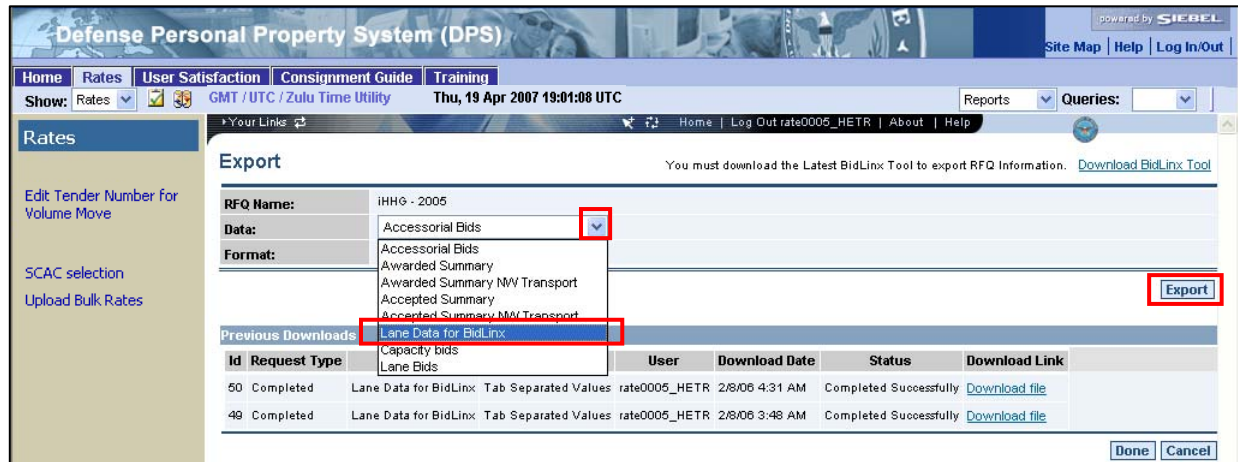 powered by SIEBEL
Defense Personal Property System (DPS)
Site Map | Help | Log In/Out |
Home Rates User Satisfaction Consignment Guide Training
Show: Rates GMT / UTC / Zulu Time Utility Thu, 19 Apr 2007 19:01:08 UTC Reports Queries:
Your Links Home | Log Out rate0005_HETR | About | Help
Rates
Export
You must download the Latest BidLinx Tool to export RFQ Information. Download BidLinx Tool
Edit Tender Number for
Volume Move
SCAC selection
Upload Bulk Rates
RFQ Name: iHHG - 2005
Data: Accessorial Bids
Format:
Accessorial Bids
Awarded Summary
Awarded Summary NW Transport
Accepted Summary
Accepted Summary NW Transport
Lane Data for BidLinx
Capacity bids
Lane Bids
Export
Previous Downloads
Id Request Type User Download Date Status Download Link
50 Completed Lane Data for BidLinx Tab Separated Values rate0005_HETR 2/8/06 4:31 AM Completed Successfully Download file
49 Completed Lane Data for BidLinx Tab Separated Values rate0005_HETR 2/8/06 3:48 AM Completed Successfully Download file
Done Cancel